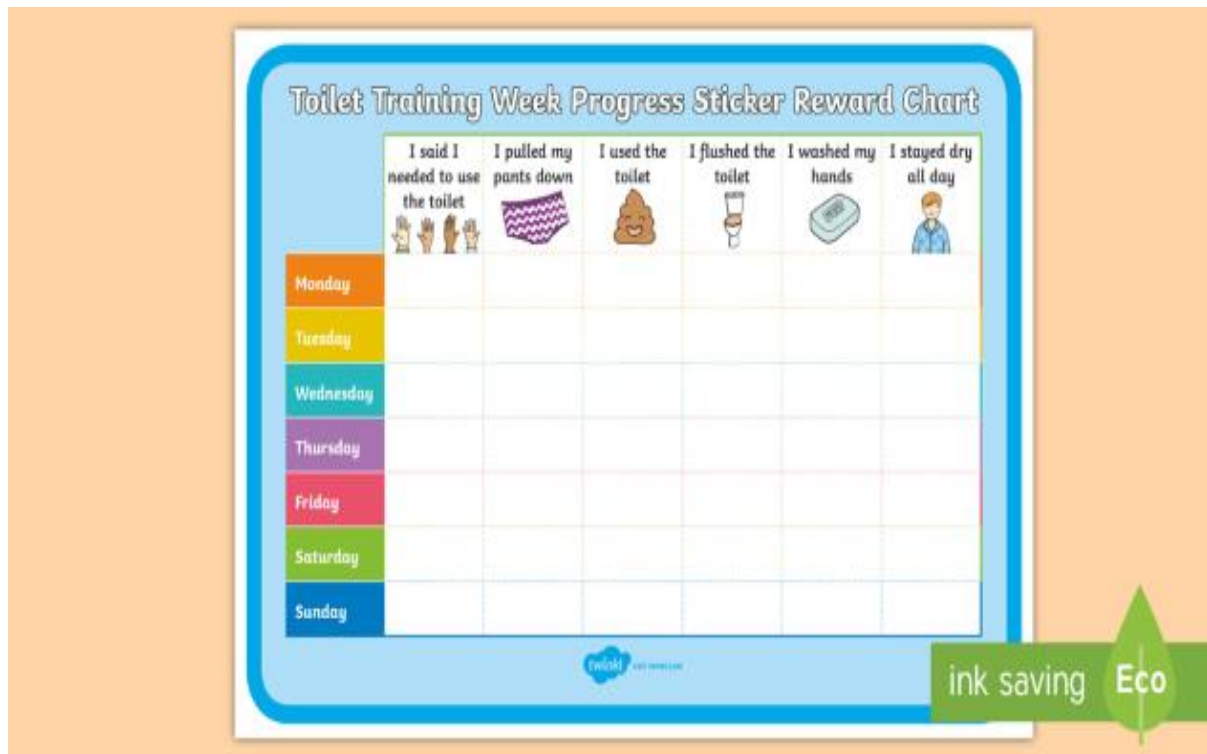 Toilet Training Week Progress Sticker Reward Chart
I said I
needed to use
the toilet
I pulled my
pants down
I used the
toilet
I flushed the
toilet
I washed my
hands
I stayed dry
all day
Monday
Tuesday
Wednesday
Thursday
Friday
Saturday
Sunday
twinkl
ink saving
Eco